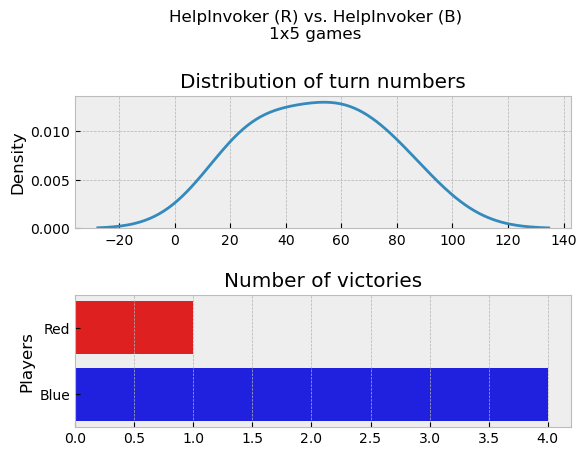 HelpInvoker (R) vs. HelpInvoker (B)
1x5 games
Distribution of turn numbers
Density
0.010
0.005
0.000
−20 0 20 40 60 80 100 120 140
Number of victories
Players
Red
Blue
0.0 0.5 1.0 1.5 2.0 2.5 3.0 3.5 4.0